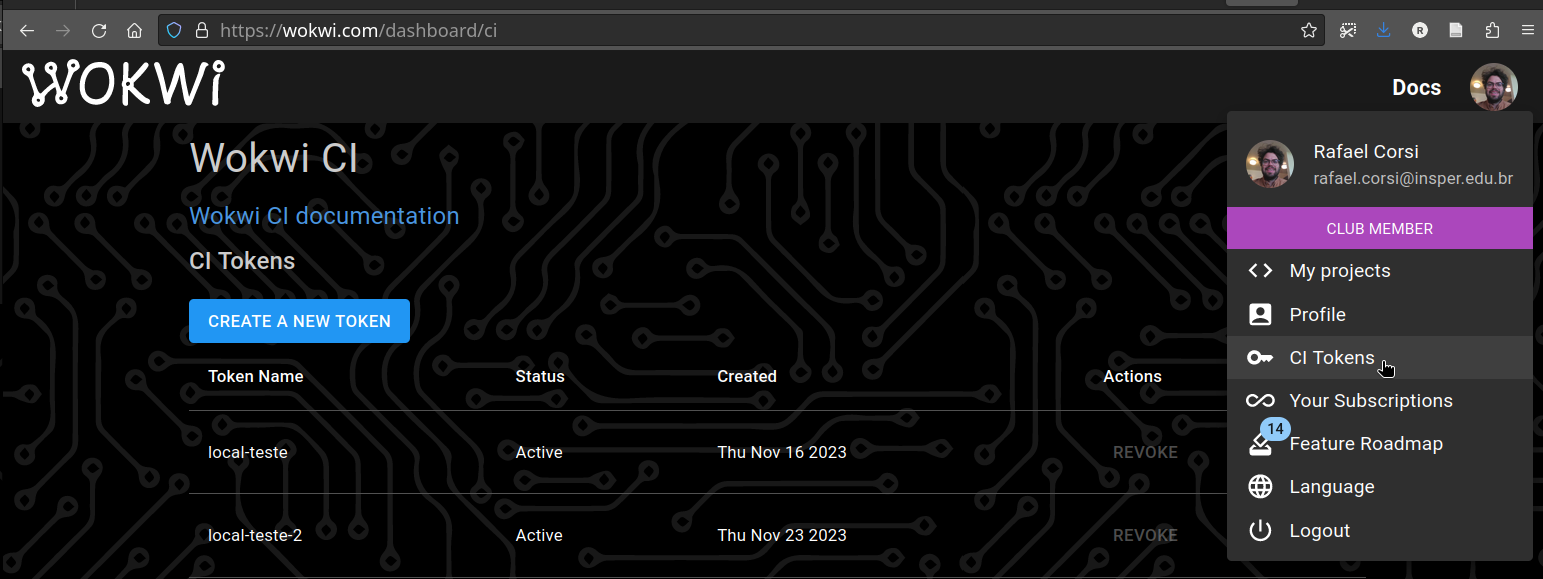 https://wokwi.com/dashboard/ci
R
WOKWi
Docs
Wokwi CI
Wokwi CI documentation
CI Tokens
CREATE A NEW TOKEN
Token Name Status Created Actions
local-teste Active Thu Nov 16 2023 REVOKE
local-teste-2 Active Thu Nov 23 2023 REVOKE
Rafael Corsi
rafael.corsi@insper.edu.br
CLUB MEMBER
My projects
Profile
CI Tokens
Your Subscriptions
14
Feature Roadmap
Language
Logout